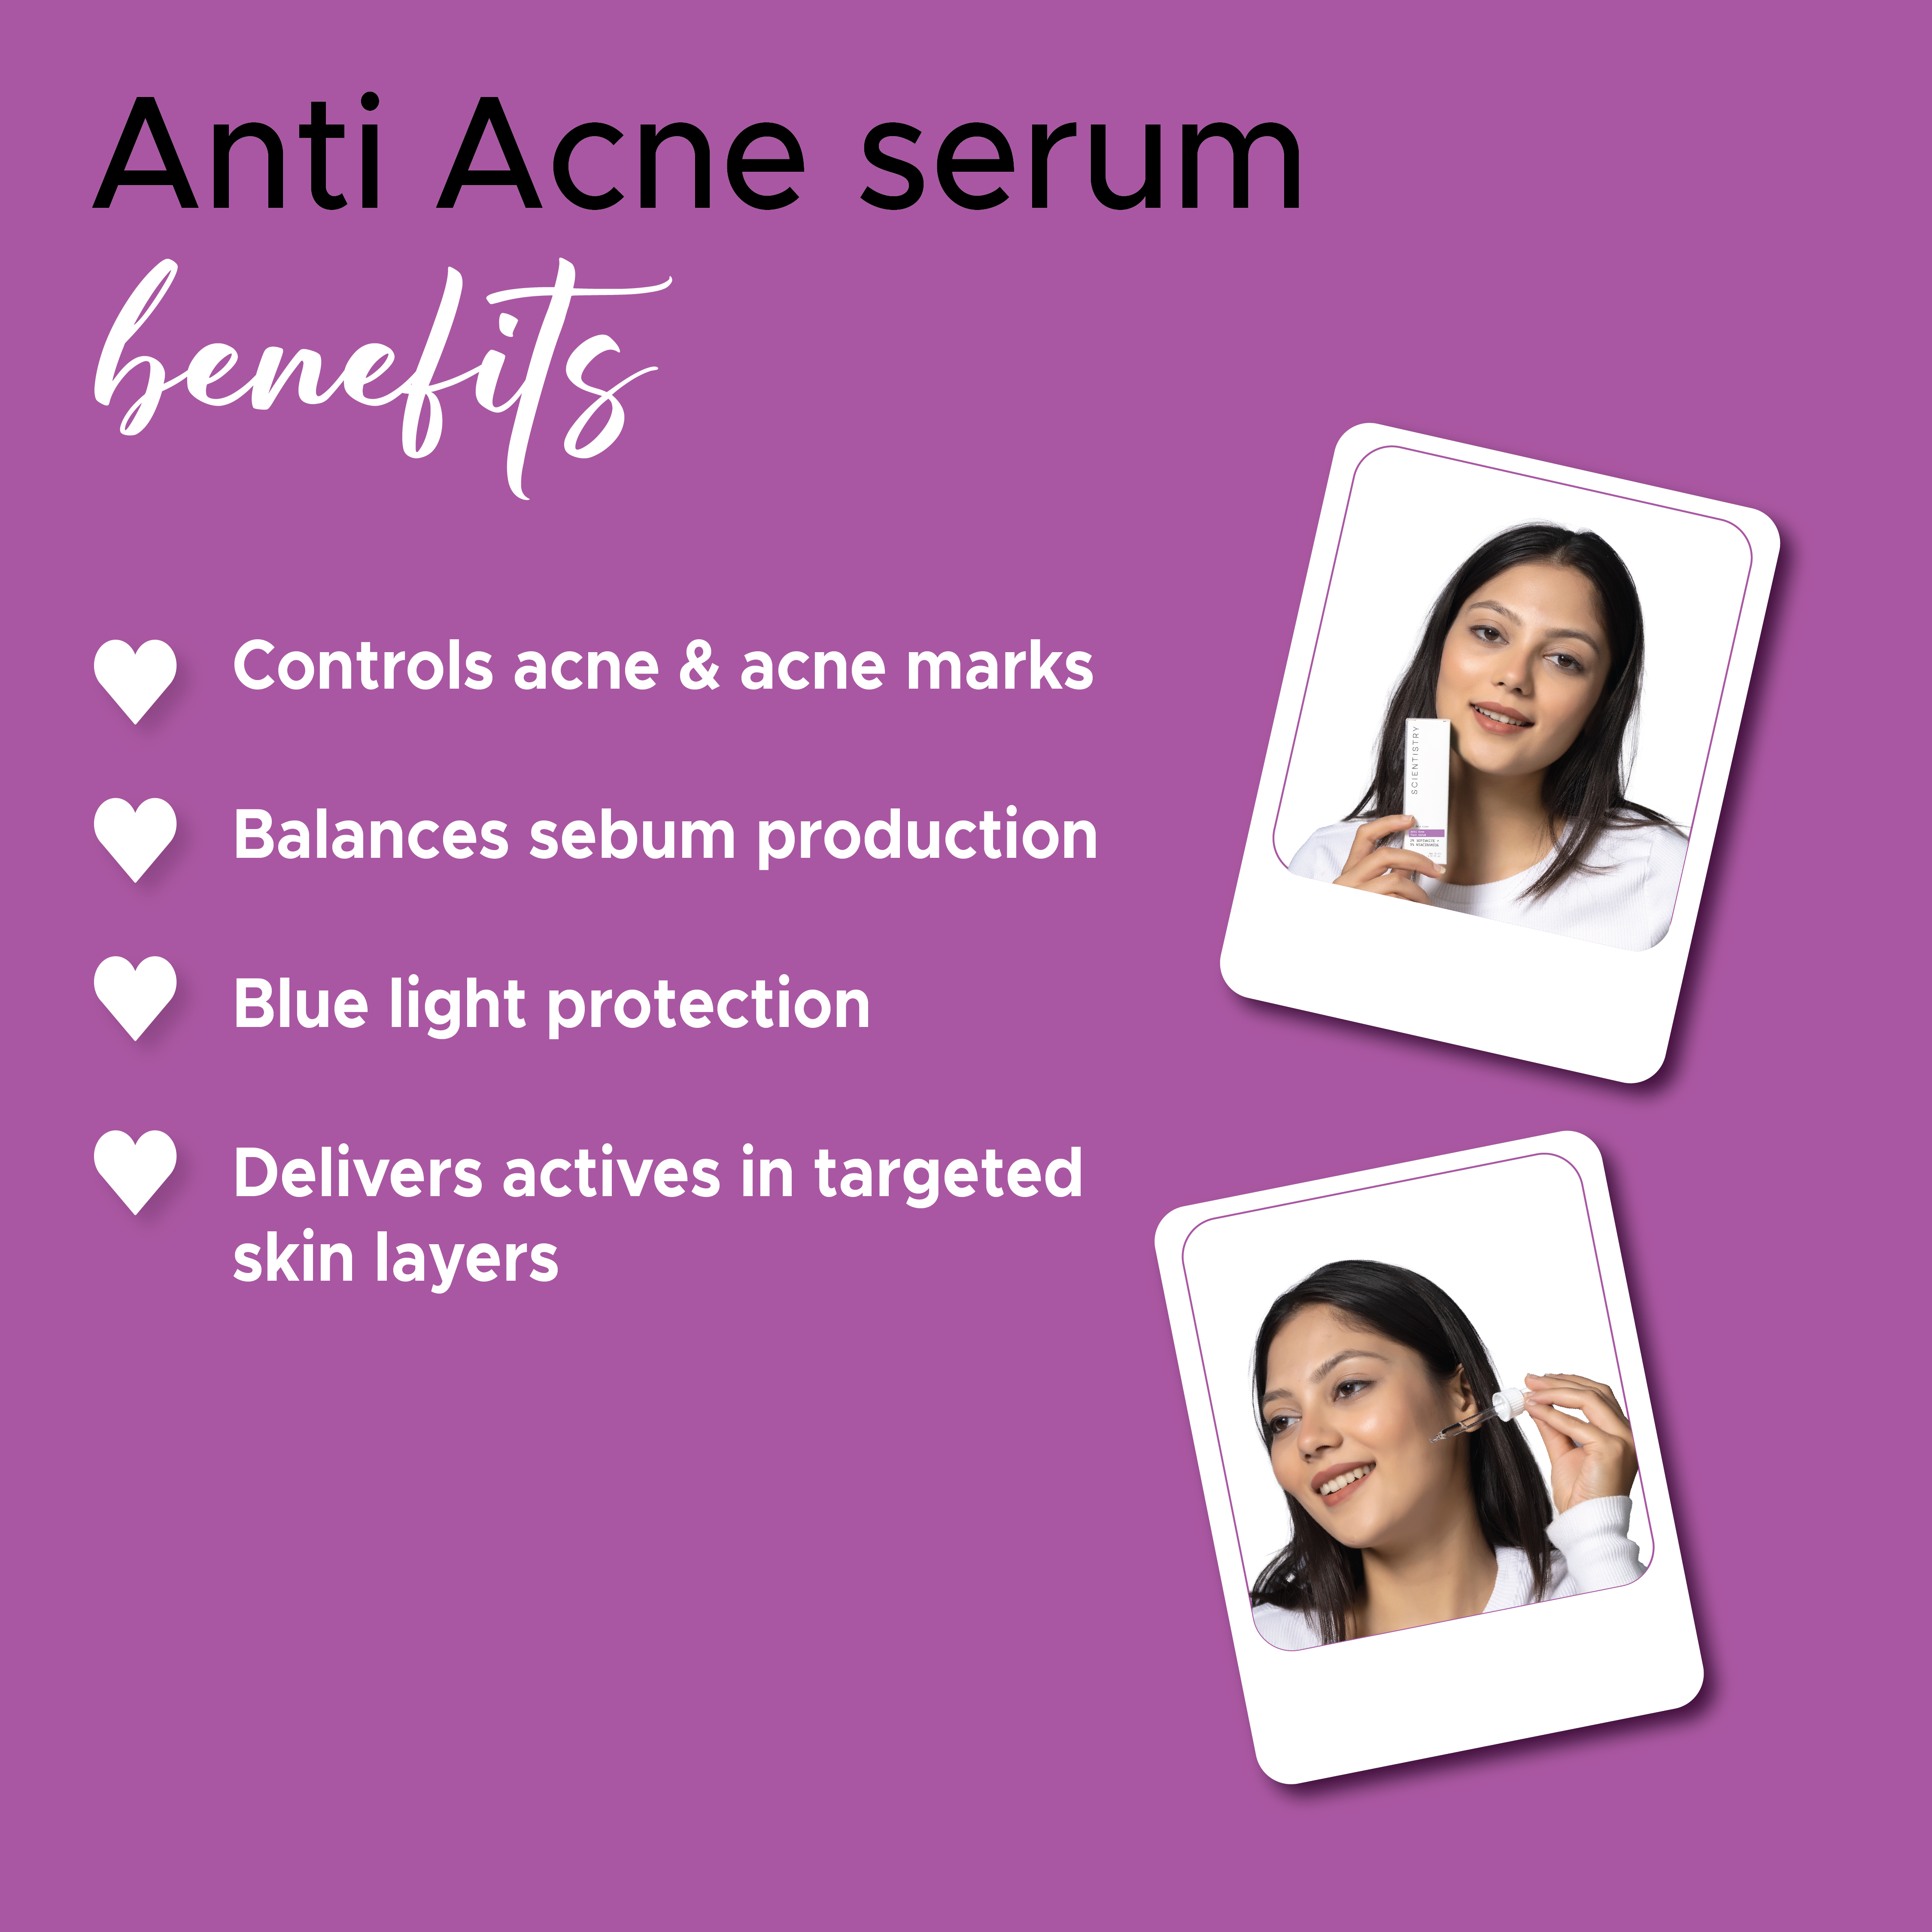 Anti Acne serum
benefits
Controls acne & acne marks
Balances sebum production
Blue light protection
Delivers actives in targeted
skin layers
SCIENTISTRY